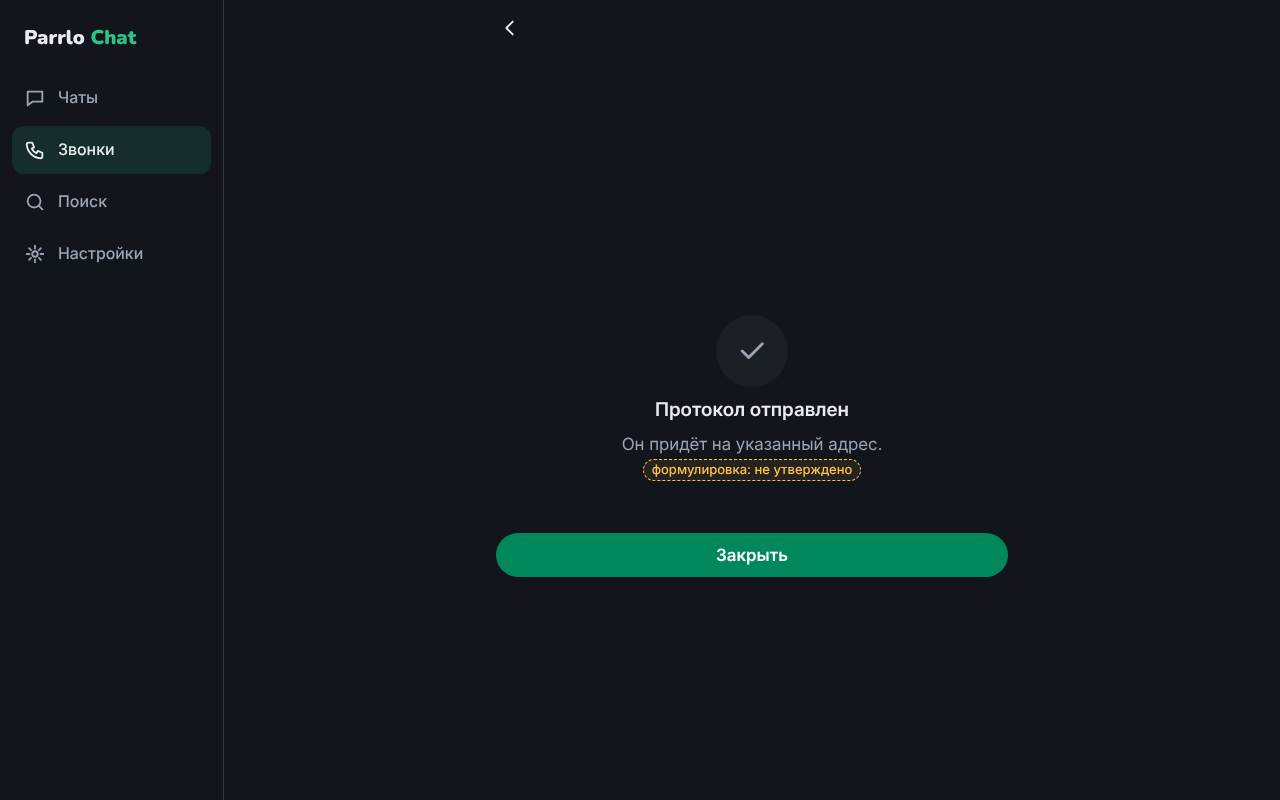 Parrlo Chat
Чаты
Звонки
Поиск
Настройки
Протокол отправлен
Он придёт на указанный адрес.
формулировка: не утверждено
Закрыть